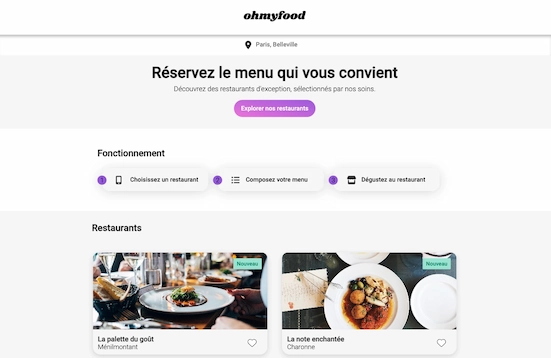 ohmyfood
Paris, Belleville
Réservez le menu qui vous convient
Découvrez des restaurants d'exception, sélectionnés par nos soins.
Explorer nos restaurants
Fonctionnement
1 Choisissez un restaurant
2 Composez votre menu
3 Dégustez au restaurant
Restaurants
Nouveau
Nouveau
La palette du goût
Ménilmontant
La note enchantée
Charonne